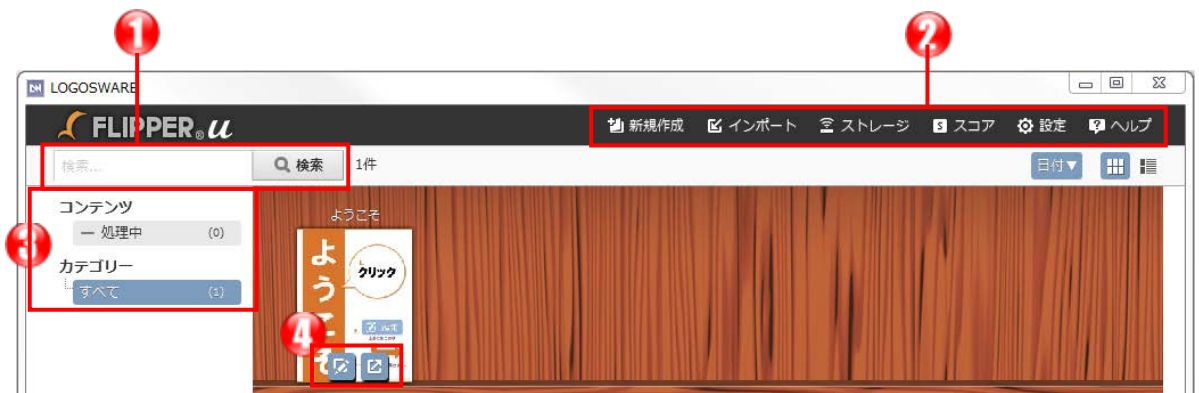 1
2
LOGOSWARE
FLIPPER® u
新規作成 インポート ストレージ S スコア 設定 ? ヘルプ
検索... 検索 1件 日付▼
コンテンツ
ー 処理中 (0)
カテゴリー
すべて (1)
3
ようこそ
ようこそ
クリック
4